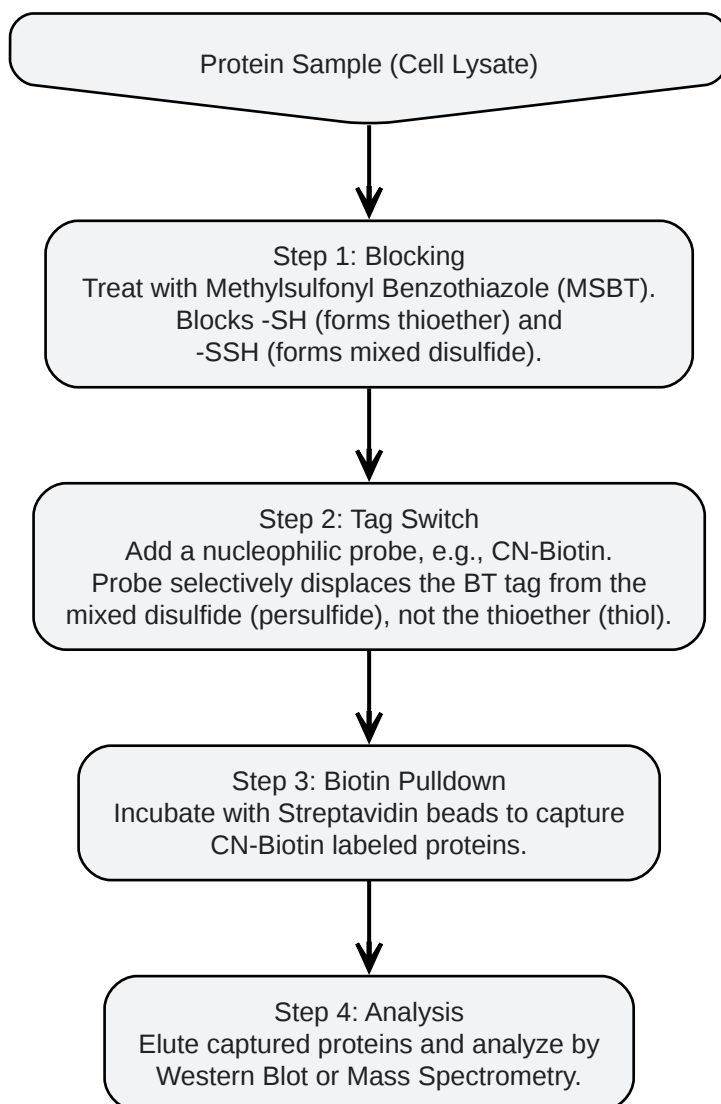 Protein Sample (Cell Lysate)
Step 1: Blocking
Treat with Methylsulfonyl Benzothiazole (MSBT).
Blocks -SH (forms thioether) and
-SSH (forms mixed disulfide).
Step 2: Tag Switch
Add a nucleophilic probe, e.g., CN-Biotin.
Probe selectively displaces the BT tag from the
mixed disulfide (persulfide), not the thioether (thiol).
Step 3: Biotin Pulldown
Incubate with Streptavidin beads to capture
CN-Biotin labeled proteins.
Step 4: Analysis
Elute captured proteins and analyze by
Western Blot or Mass Spectrometry.